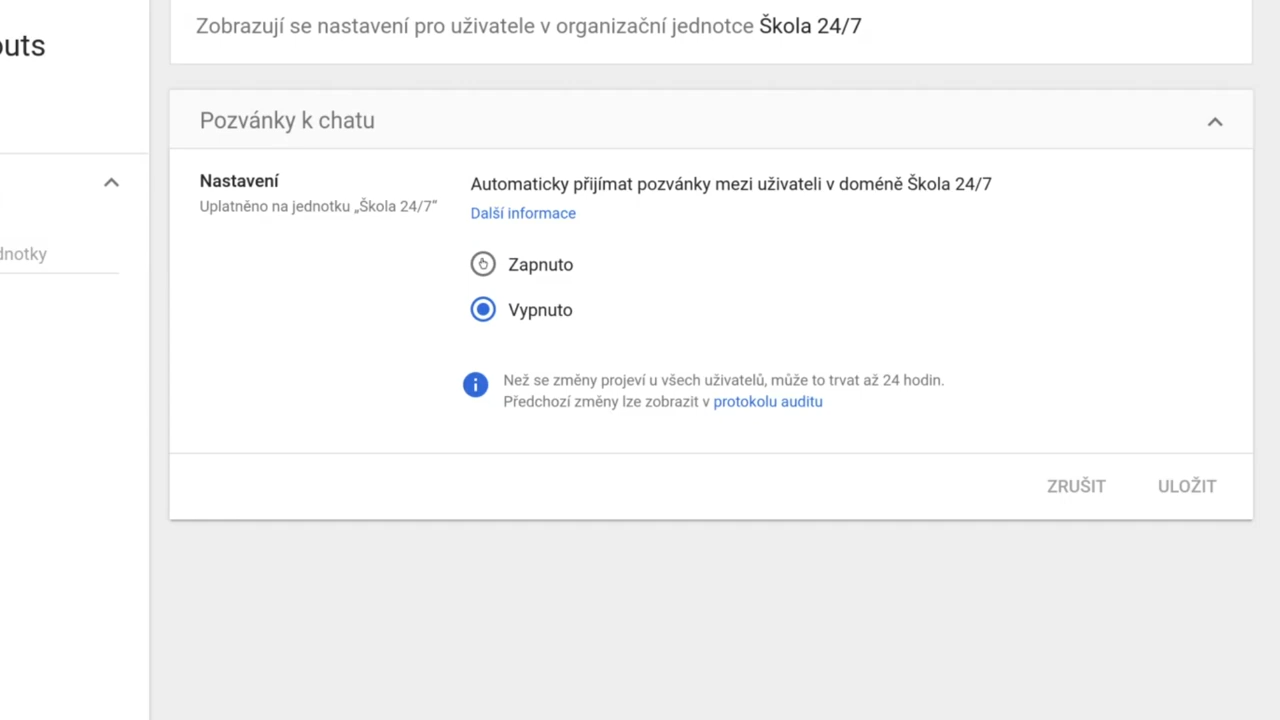 Zobrazují se nastavení pro uživatele v organizační jednotce Škola 24/7
outs
Pozvánky k chatu
Nastavení
Uplatněno na jednotku „Škola 24/7"
Automaticky přijímat pozvánky mezi uživateli v doméně Škola 24/7
Další informace
Zapnuto
Vypnuto
dnotky
Než se změny projeví u všech uživatelů, může to trvat až 24 hodin.
Předchozí změny lze zobrazit v protokolu auditu
ZRUŠIT ULOŽIT